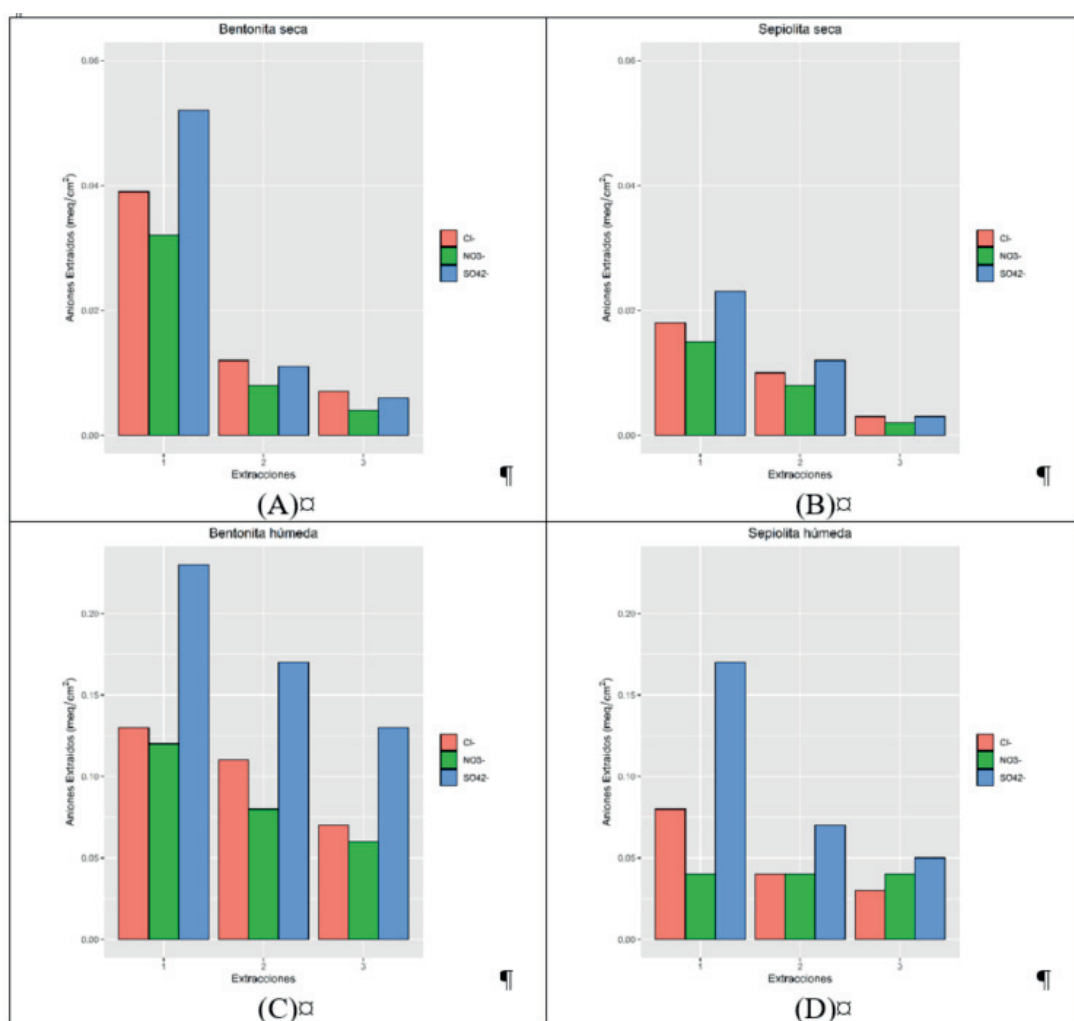 Bentonita seca
Aniones Extraídos (meq/cm²)
0.06
0.04
0.02
0.00
1 2 3
Extracciones
Cl-
NO3-
SO42-
¶
(A)¤
Sepiolita seca
Aniones Extraídos (meq/cm²)
0.06
0.04
0.02
0.00
1 2 3
Extracciones
Cl-
NO3-
SO42-
¶
(B)¤
Bentonita húmeda
Aniones Extraídos (meq/cm²)
0.20
0.15
0.10
0.05
0.00
1 2 3
Extracciones
Cl-
NO3-
SO42-
¶
(C)¤
Sepiolita húmeda
Aniones Extraídos (meq/cm²)
0.20
0.15
0.10
0.05
0.00
1 2 3
Extracciones
Cl-
NO3-
SO42-
¶
(D)¤